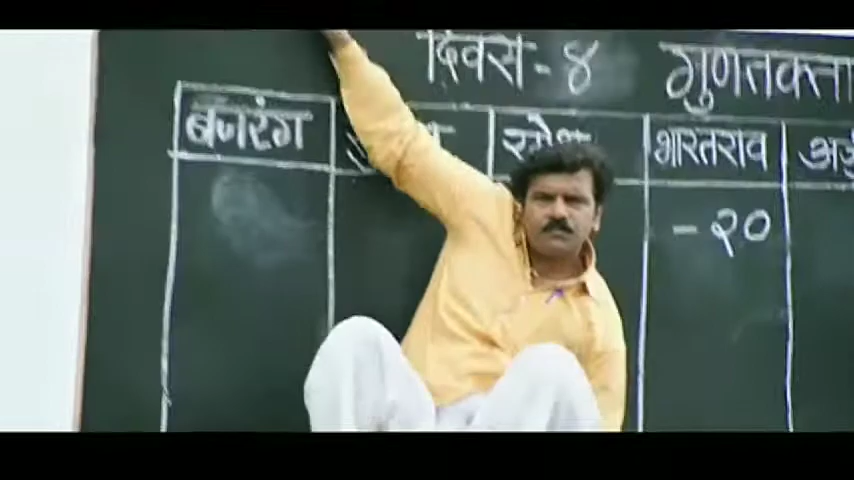 दिवस - ४ गुणतक्ता
बजरंग भारतराव
- २०